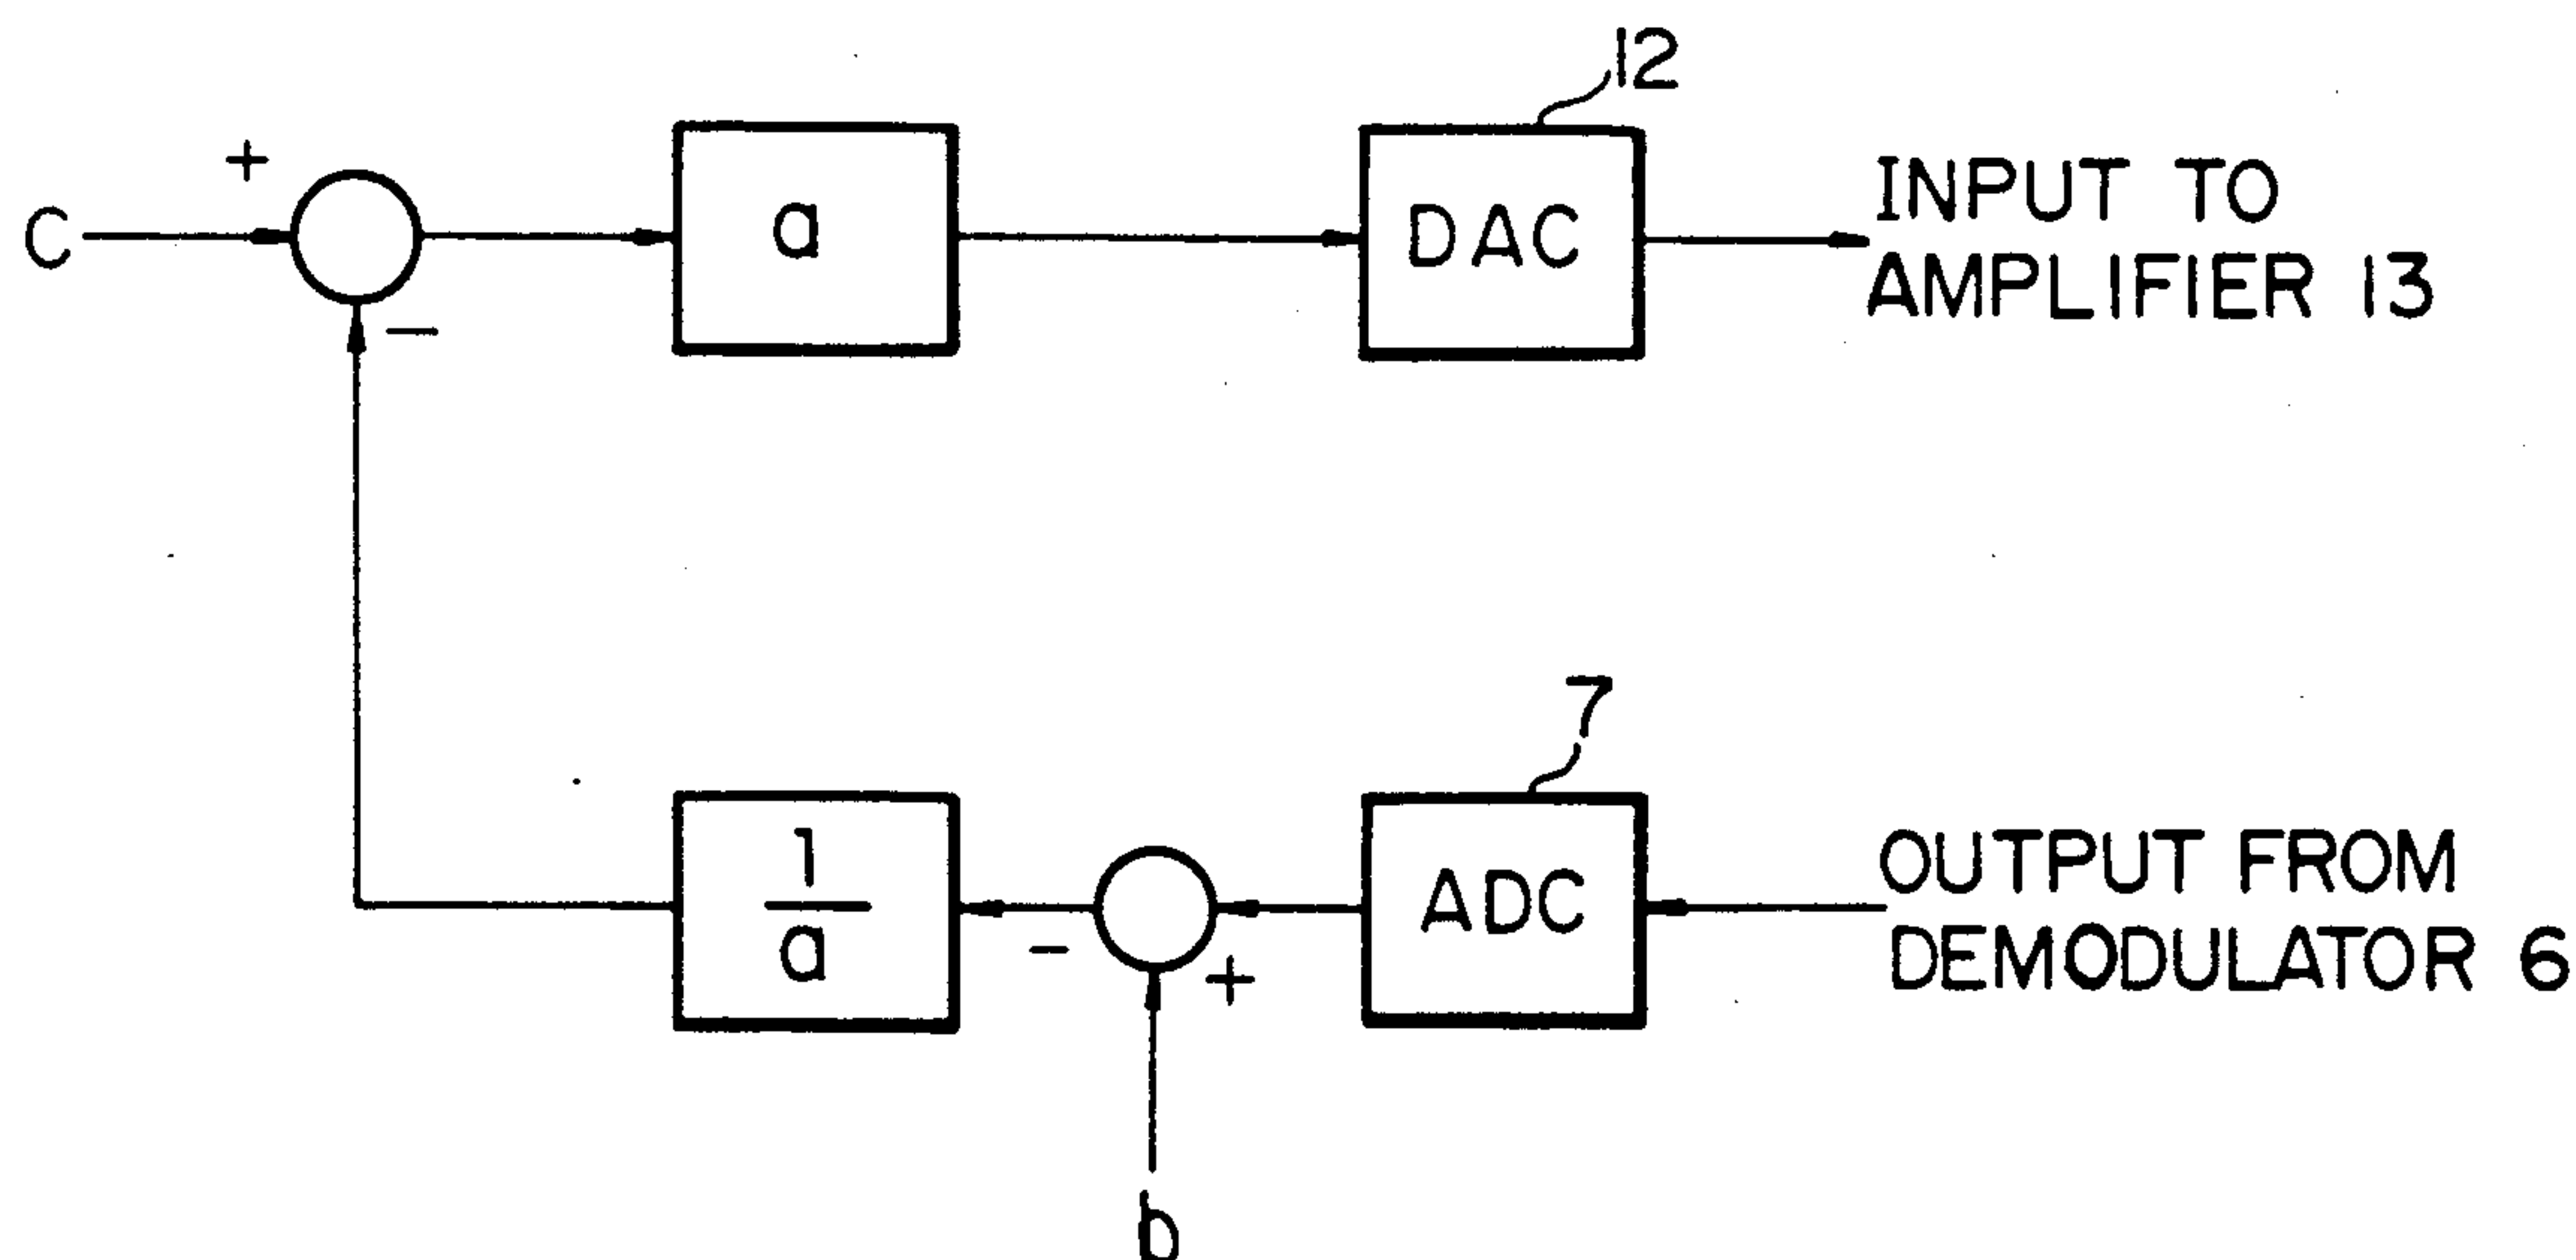 12
+
C
a
DAC
INPUT TO
AMPLIFIER 13
−
7
1
a
ADC
OUTPUT FROM
DEMODULATOR 6
−
+
b